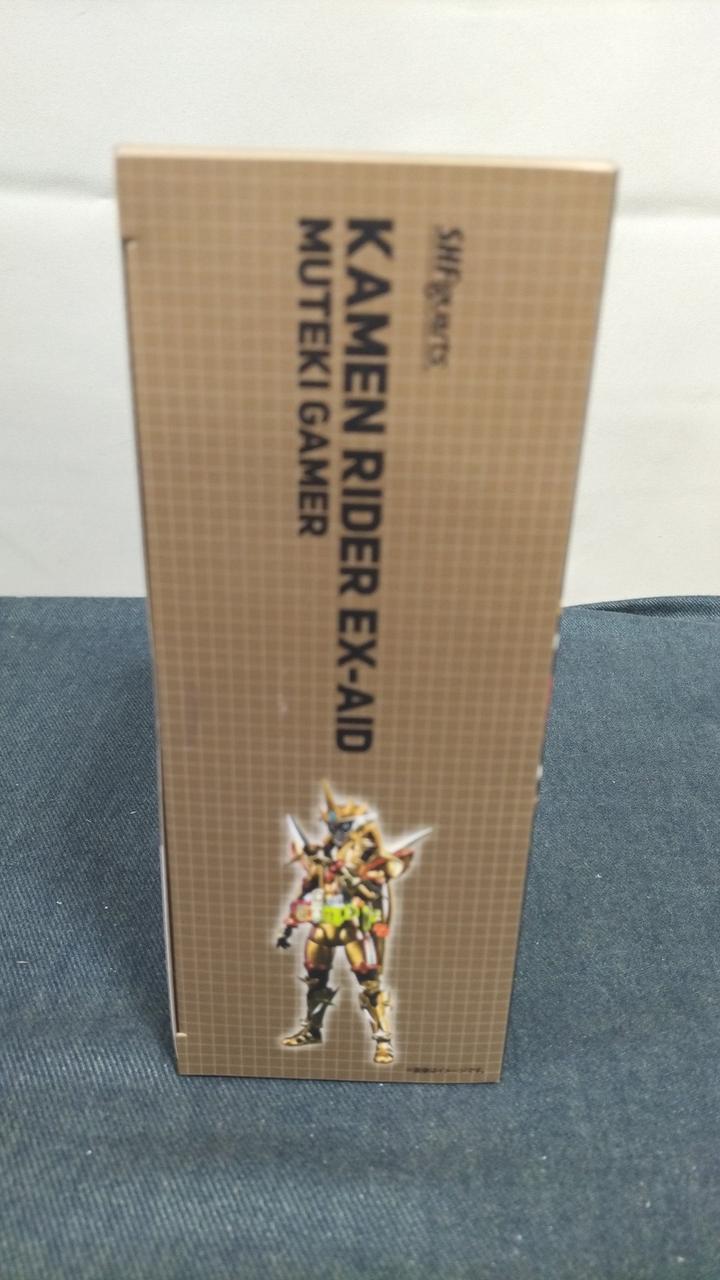 S.H.Figuarts
KAMEN RIDER EX-AID
MUTEKI GAMER